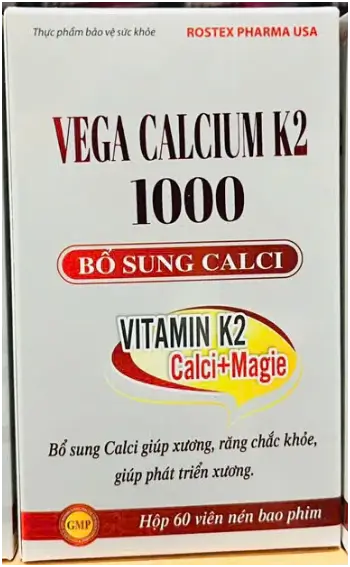 Thực phẩm bảo vệ sức khỏe
ROSTEX PHARMA USA
VEGA CALCIUM K2
1000
BỔ SUNG CALCI
VITAMIN K2
Calci+Magie
Bổ sung Calci giúp xương, răng chắc khỏe,
giúp phát triển xương.
GMP
Hộp 60 viên nén bao phim